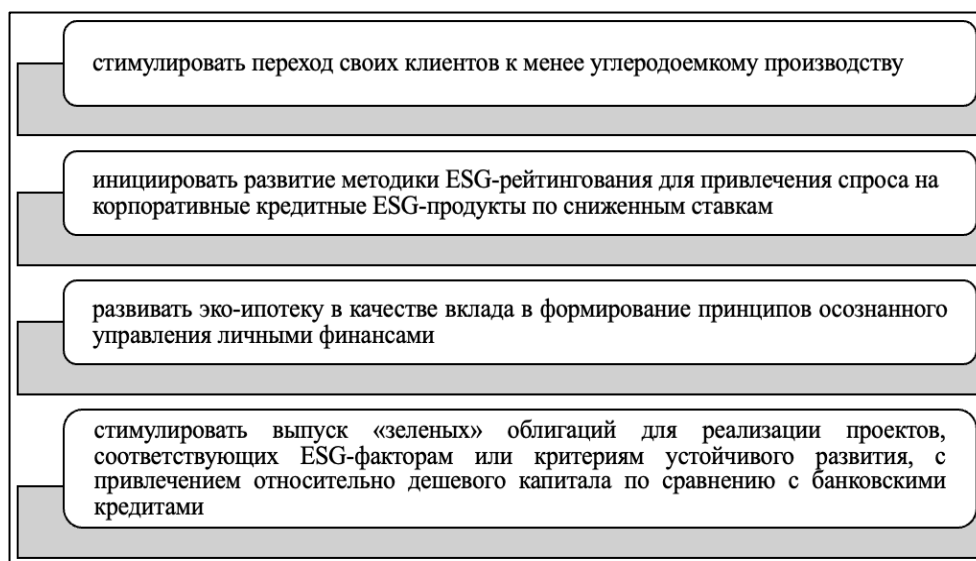 стимулировать переход своих клиентов к менее углеродоемкому производству
инициировать развитие методики ESG-рейтингования для привлечения спроса на
корпоративные кредитные ESG-продукты по сниженным ставкам
развивать эко-ипотеку в качестве вклада в формирование принципов осознанного
управления личными финансами
стимулировать выпуск «зеленых» облигаций для реализации проектов,
соответствующих ESG-факторам или критериям устойчивого развития, с
привлечением относительно дешевого капитала по сравнению с банковскими
кредитами